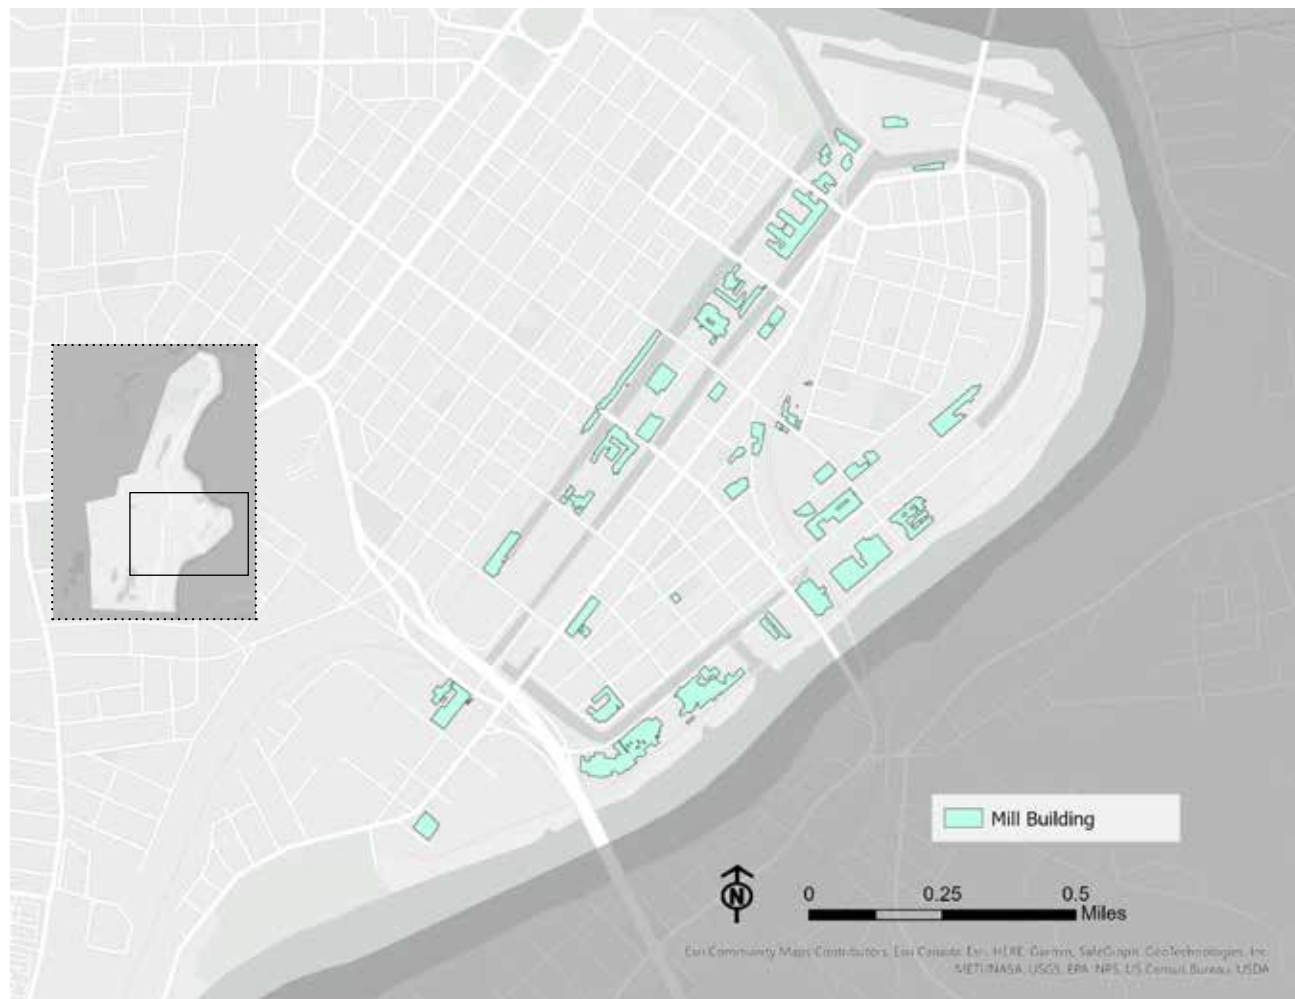 Mill Building
N
0 0.25 0.5
Miles
Esri Community Maps Contributors, Esri Canada, Esri, HERE, Garmin, SafeGraph, GeoTechnologies, Inc,
METI/NASA, USGS, EPA, NPS, US Census Bureau, USDA